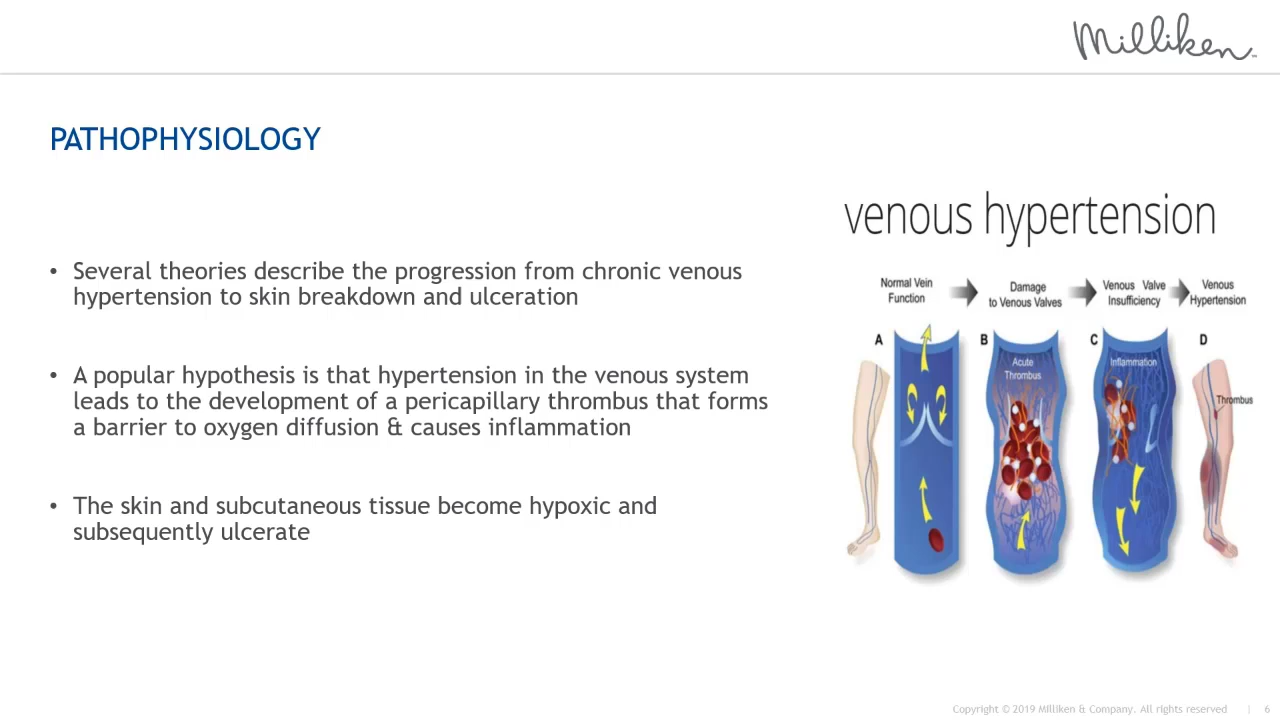 Milliken™
PATHOPHYSIOLOGY
• Several theories describe the progression from chronic venous
hypertension to skin breakdown and ulceration
• A popular hypothesis is that hypertension in the venous system
leads to the development of a pericapillary thrombus that forms
a barrier to oxygen diffusion & causes inflammation
• The skin and subcutaneous tissue become hypoxic and
subsequently ulcerate
venous hypertension
Normal Vein
Function
Damage
to Venous Valves
Venous Valve
Insufficiency
Venous
Hypertension
A
B
C
D
Acute
Thrombus
Inflammation
Thrombus
Copyright © 2019 Milliken & Company. All rights reserved | 6